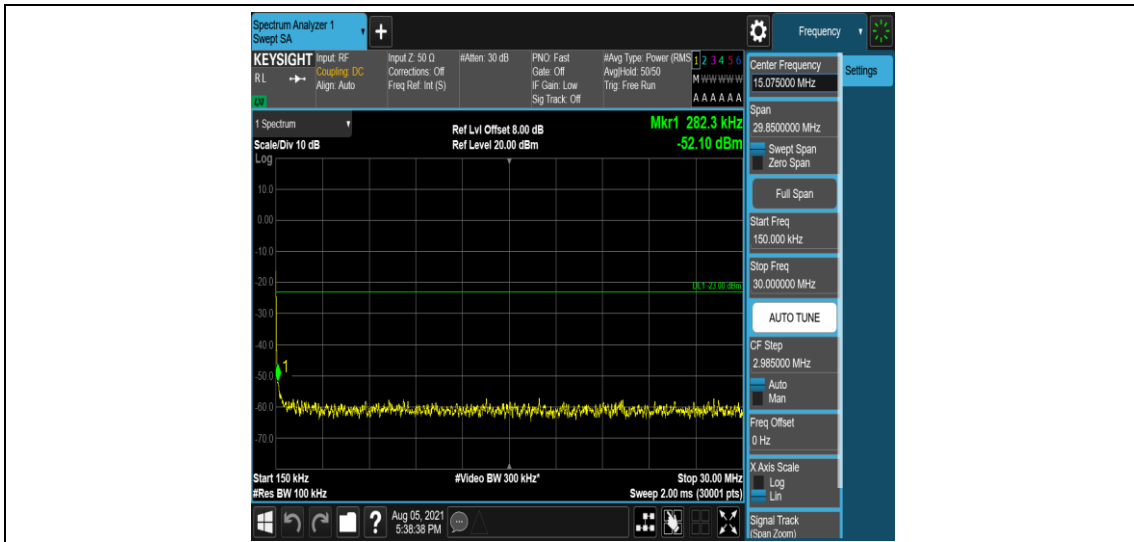 Spectrum Analyzer 1
Swept SA
+
Frequency
KEYSIGHT
RL
LM
Input: RF
Coupling: DC
Align: Auto
Input Z: 50 Ω
Corrections: Off
Freq Ref: Int (S)
#Atten: 30 dB
PNO: Fast
Gate: Off
IF Gain: Low
Sig Track: Off
#Avg Type: Power (RMS
Avg|Hold: 50/50
Trig: Free Run
1 2 3 4 5 6
M W W W W W
A A A A A A
1 Spectrum
Scale/Div 10 dB
Log
Ref Lvl Offset 8.00 dB
Ref Level 20.00 dBm
Mkr1 282.3 kHz
-52.10 dBm
10.0
0.00
-10.0
-20.0
-30.0
-40.0
-50.0
-60.0
-70.0
DL1 -23.00 dBm
1
Start 150 kHz
#Res BW 100 kHz
#Video BW 300 kHz*
Stop 30.00 MHz
Sweep 2.00 ms (30001 pts)
?
Aug 05, 2021
5:38:38 PM
Center Frequency
15.075000 MHz
Settings
Span
29.8500000 MHz
Swept Span
Zero Span
Full Span
Start Freq
150.000 kHz
Stop Freq
30.000000 MHz
AUTO TUNE
CF Step
2.985000 MHz
Auto
Man
Freq Offset
0 Hz
X Axis Scale
Log
Lin
Signal Track
(Span Zoom)